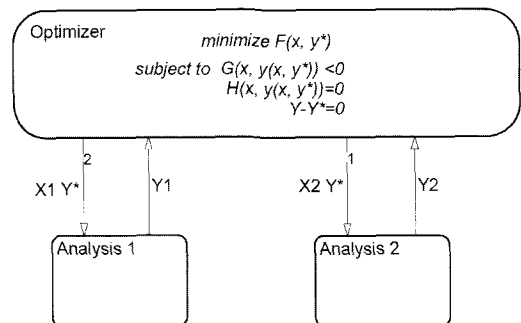 Optimizer
minimize F(x, y*)
subject to G(x, y(x, y*)) <0
H(x, y(x, y*))=0
Y-Y*=0
2
1
X1 Y*
Y1
X2 Y*
Y2
Analysis 1
Analysis 2